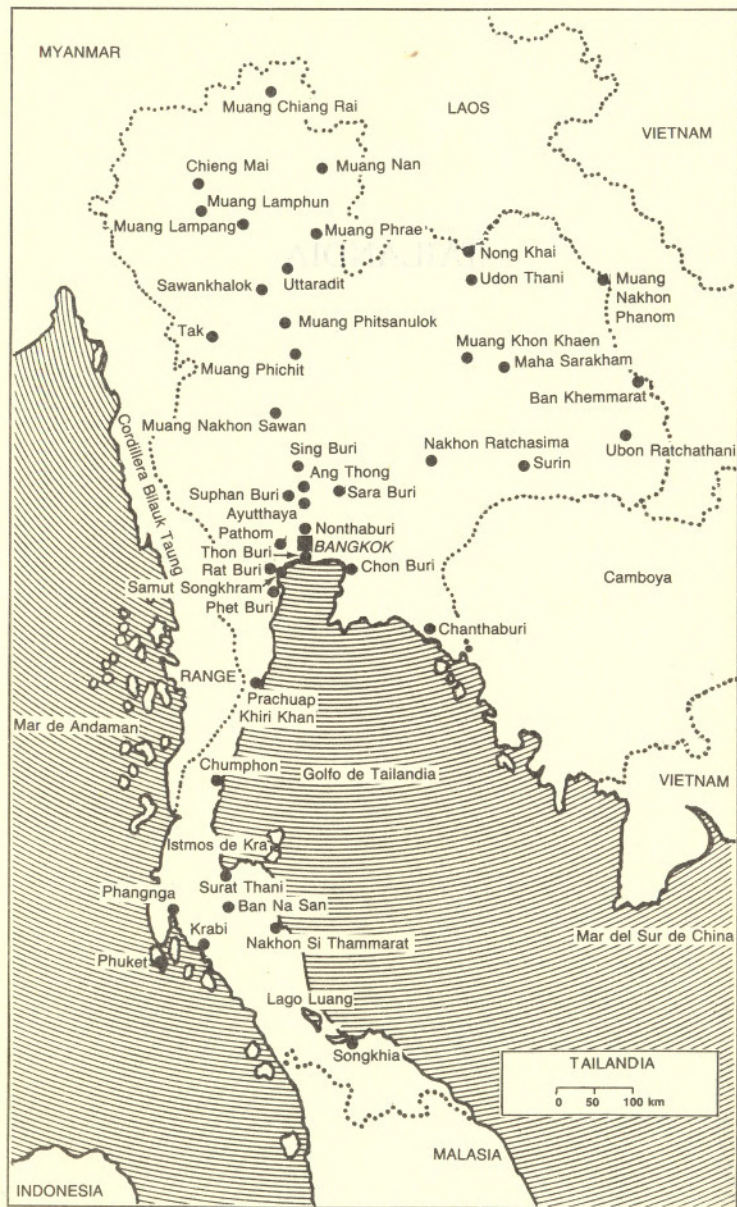 MYANMAR
Muang Chiang Rai
LAOS
VIETNAM
Chieng Mai
Muang Nan
Muang Lamphun
Muang Lampang
Muang Phrae
Nong Khai
Sawankhalok
Uttaradit
Udon Thani
Muang
Nakhon
Phanom
Tak
Muang Phitsanulok
Muang Phichit
Muang Khon Khaen
Maha Sarakham
Ban Khemmarat
Muang Nakhon Sawan
Cordillera Bilauk Taung
Sing Buri
Nakhon Ratchasima
Ubon Ratchathani
Ang Thong
Surin
Suphan Buri
Sara Buri
Ayutthaya
Pathom
Nonthaburi
BANGKOK
Thon Buri
Rat Buri
Chon Buri
Samut Songkhram
Camboya
Phet Buri
Chanthaburi
RANGE
Prachuap
Khiri Khan
Mar de Andaman
Chumphon
Golfo de Tailandia
VIETNAM
Istmos de Kra
Surat Thani
Phangnga
Ban Na San
Krabi
Nakhon Si Thammarat
Mar del Sur de China
Phuket
Lago Luang
Songkhia
TAILANDIA
0 50 100 km
MALASIA
INDONESIA